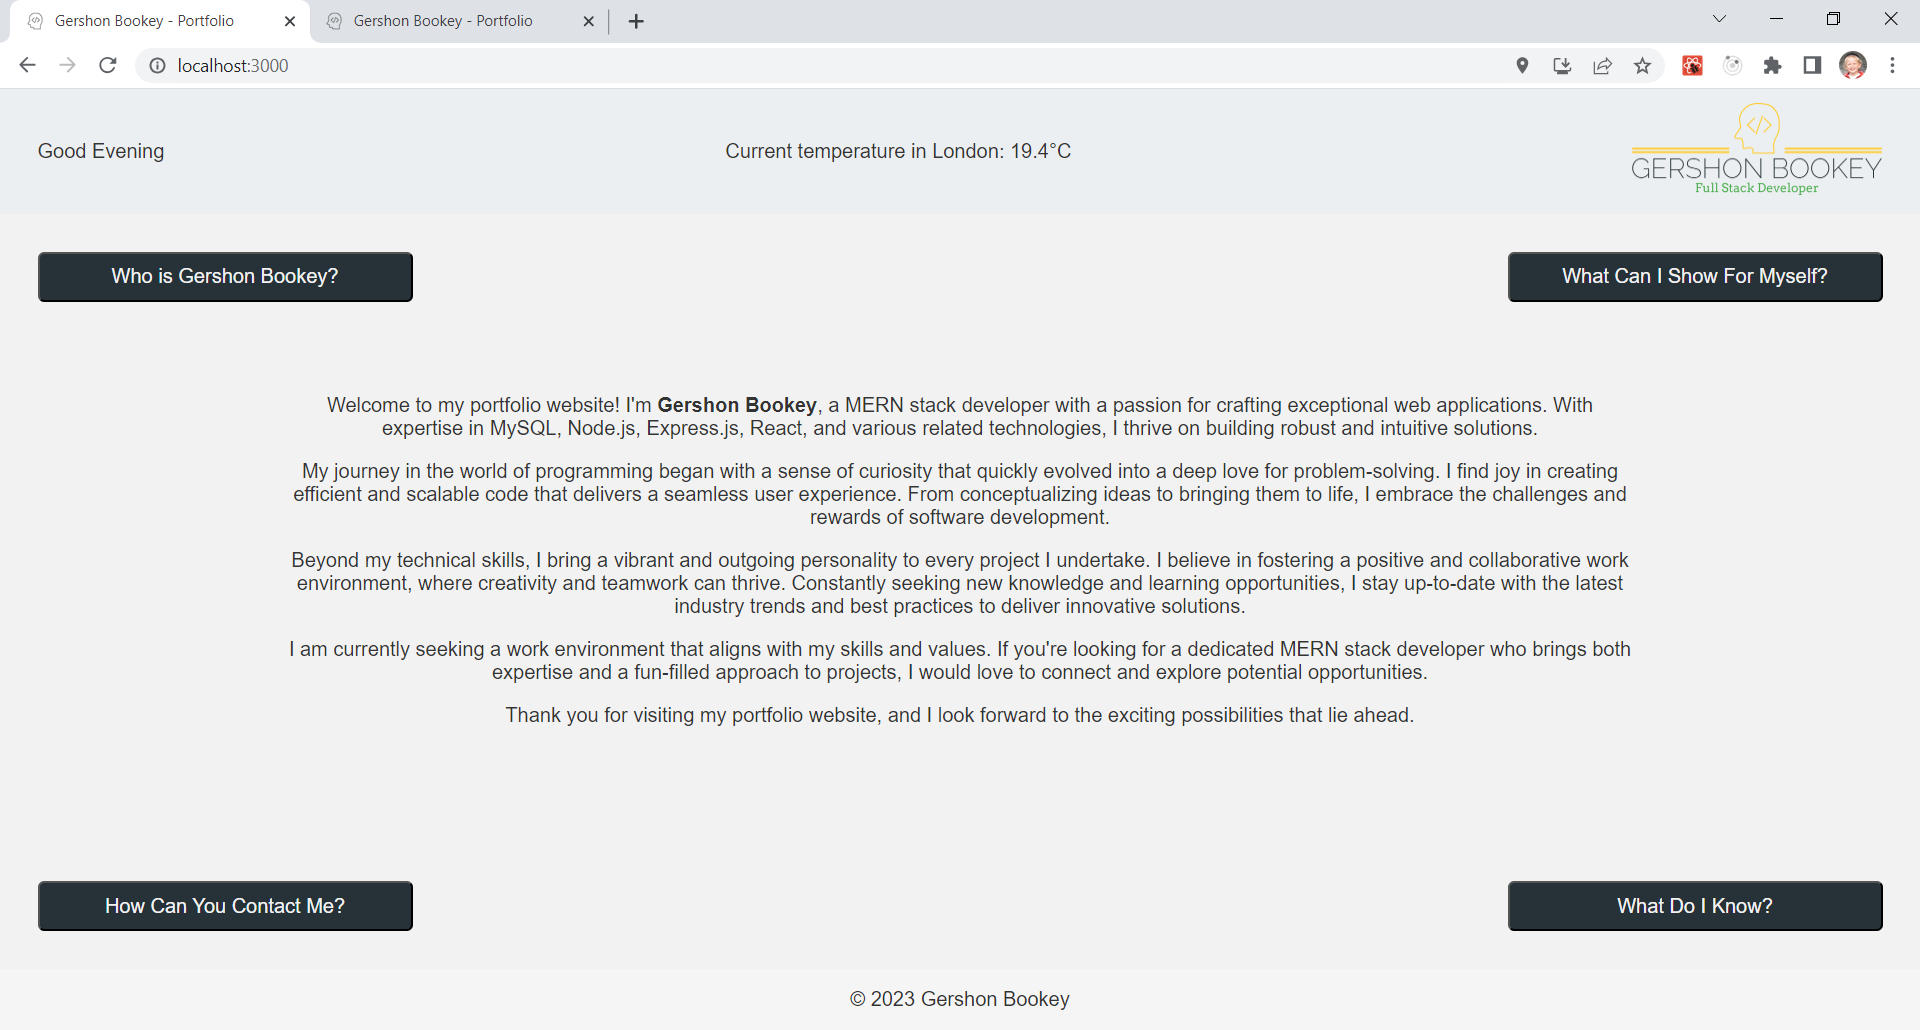 Gershon Bookey - Portfolio
Gershon Bookey - Portfolio
localhost:3000
Good Evening
Current temperature in London: 19.4°C
</>
GERSHON BOOKEY
Full Stack Developer
Who is Gershon Bookey?
What Can I Show For Myself?
Welcome to my portfolio website! I'm Gershon Bookey, a MERN stack developer with a passion for crafting exceptional web applications. With
expertise in MySQL, Node.js, Express.js, React, and various related technologies, I thrive on building robust and intuitive solutions.
My journey in the world of programming began with a sense of curiosity that quickly evolved into a deep love for problem-solving. I find joy in creating
efficient and scalable code that delivers a seamless user experience. From conceptualizing ideas to bringing them to life, I embrace the challenges and
rewards of software development.
Beyond my technical skills, I bring a vibrant and outgoing personality to every project I undertake. I believe in fostering a positive and collaborative work
environment, where creativity and teamwork can thrive. Constantly seeking new knowledge and learning opportunities, I stay up-to-date with the latest
industry trends and best practices to deliver innovative solutions.
I am currently seeking a work environment that aligns with my skills and values. If you're looking for a dedicated MERN stack developer who brings both
expertise and a fun-filled approach to projects, I would love to connect and explore potential opportunities.
Thank you for visiting my portfolio website, and I look forward to the exciting possibilities that lie ahead.
How Can You Contact Me?
What Do I Know?
© 2023 Gershon Bookey